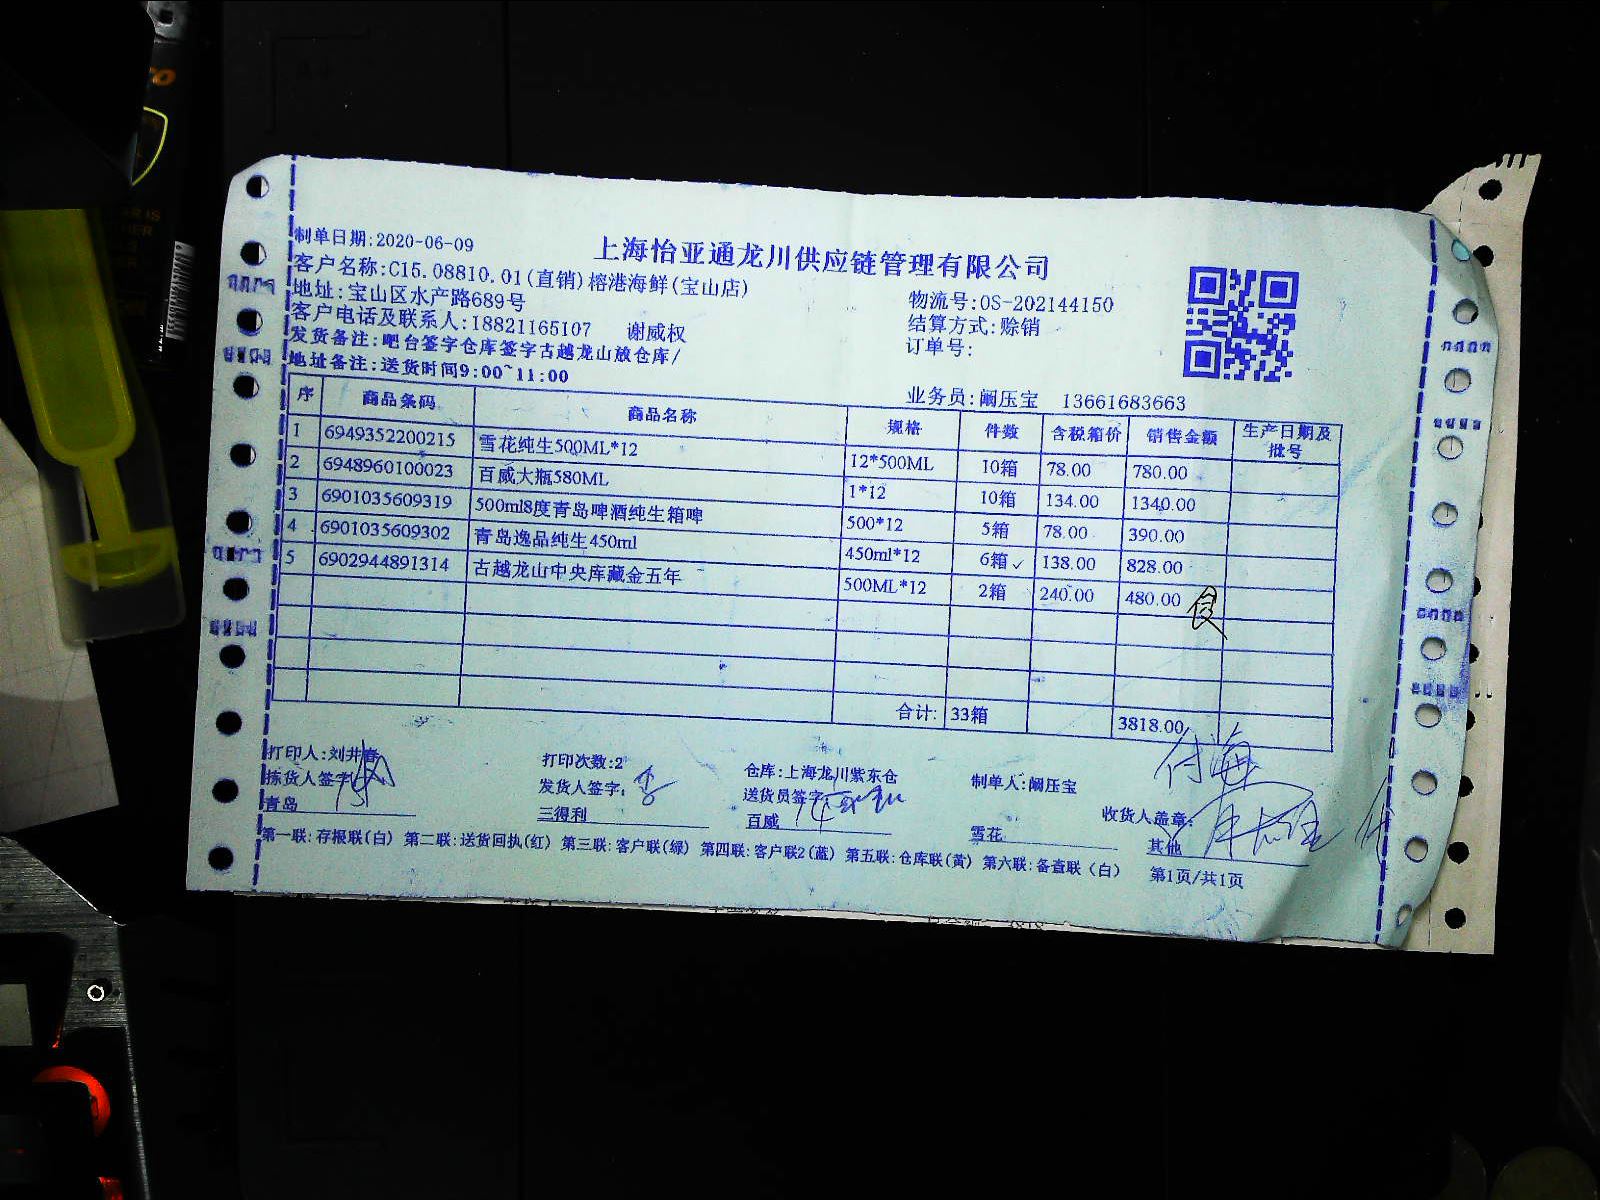 制单日期:2020-06-09
上海怡亚通龙川供应链管理有限公司
客户名称:C15.08810.01(直销)榕港海鲜(宝山店)
地址:宝山区水产路689号
物流号:OS-202144150
客户电话及联系人:18821165107 谢威权
结算方式:赊销
发货备注:吧台签字仓库签字古越龙山放仓库/
订单号:
地址备注:送货时间9:00~11:00
业务员:阚压宝 13661683663
序 商品条码 商品名称 规格 件数 含税箱价 销售金额 生产日期及批号
1 6949352200215 雪花纯生500ML*12 12*500ML 10箱 78.00 780.00
2 6948960100023 百威大瓶580ML 1*12 10箱 134.00 1340.00
3 6901035609319 500ml8度青岛啤酒纯生箱啤 500*12 5箱 78.00 390.00
4 6901035609302 青岛逸品纯生450ml 450ml*12 6箱 138.00 828.00
5 6902944891314 古越龙山中央库藏金五年 500ML*12 2箱 240.00 480.00
合计: 33箱 3818.00
打印人:刘井春 打印次数:2 仓库:上海龙川紫东仓 制单人:阚压宝
拣货人签字 发货人签字: 送货员签字 收货人盖章:
青岛 三得利 百威 雪花 其他
第一联:存根联(白) 第二联:送货回执(红) 第三联:客户联(绿) 第四联:客户联2(蓝) 第五联:仓库联(黄) 第六联:备查联(白) 第1页/共1页